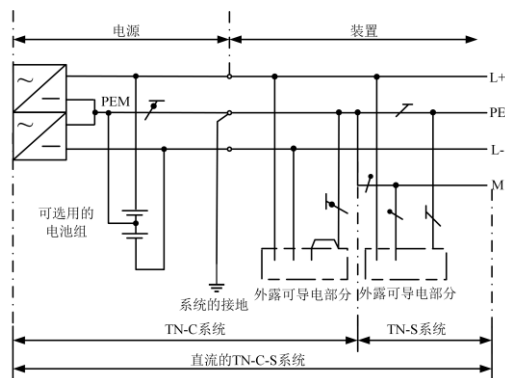 电源
装置
L+
PEM
PE
L-
M
可选用的
电池组
系统的接地
外露可导电部分
外露可导电部分
TN-C系统
TN-S系统
直流的TN-C-S系统